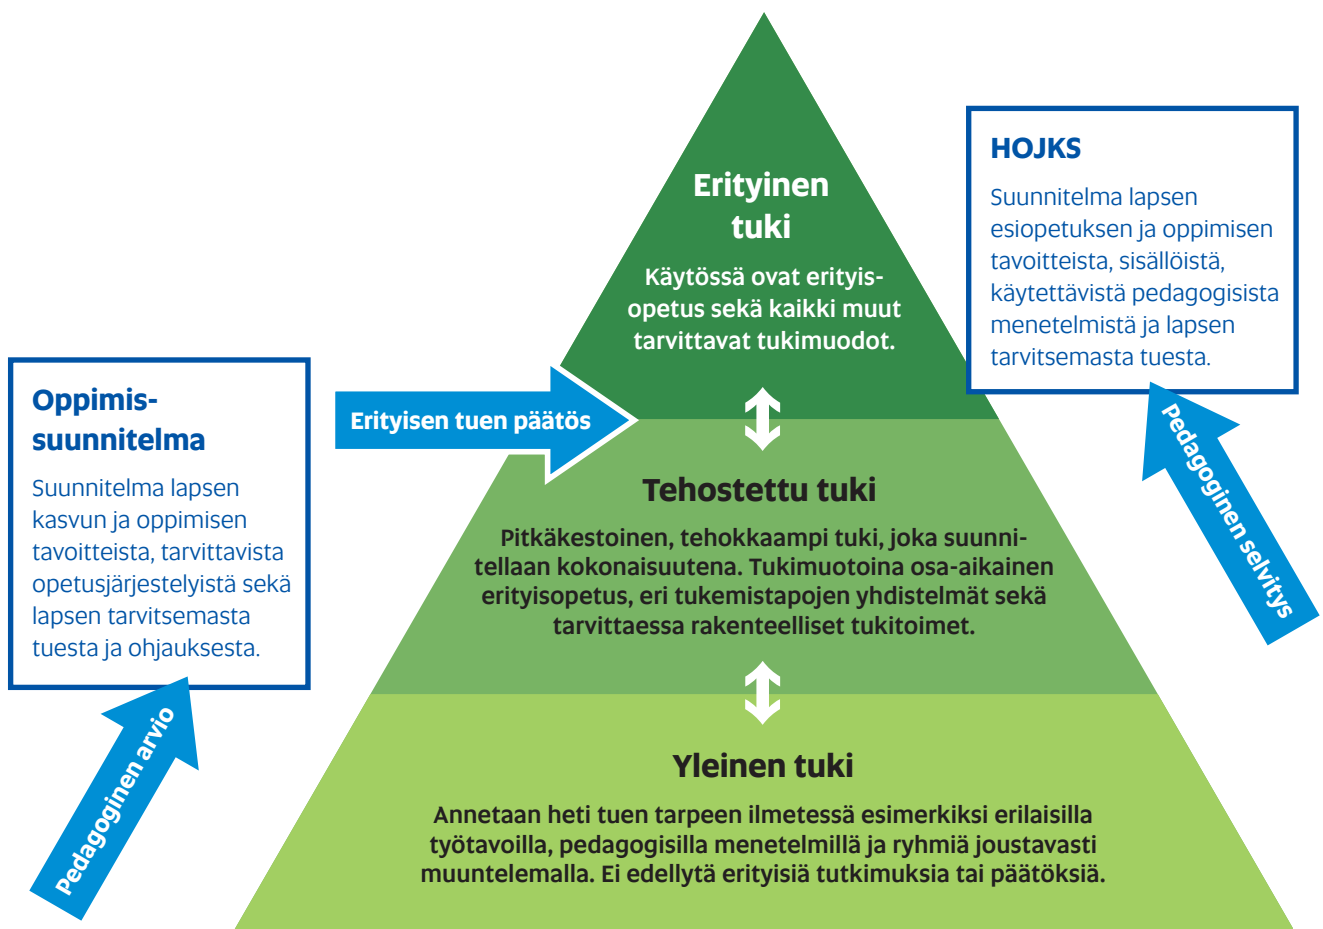 Erityinen
tuki
Käytössä ovat erityis-
opetus sekä kaikki muut
tarvittavat tukimuodot.
HOJKS
Suunnitelma lapsen
esiopetuksen ja oppimisen
tavoitteista, sisällöistä,
käytettävistä pedagogisista
menetelmistä ja lapsen
tarvitsemasta tuesta.
Pedagoginen selvitys
Erityisen tuen päätös
Oppimis-
suunnitelma
Suunnitelma lapsen
kasvun ja oppimisen
tavoitteista, tarvittavista
opetusjärjestelyistä sekä
lapsen tarvitsemasta
tuesta ja ohjauksesta.
Pedagoginen arvio
Tehostettu tuki
Pitkäkestoinen, tehokkaampi tuki, joka suunni-
tellaan kokonaisuutena. Tukimuotoina osa-aikainen
erityisopetus, eri tukemistapojen yhdistelmät sekä
tarvittaessa rakenteelliset tukitoimet.
Yleinen tuki
Annetaan heti tuen tarpeen ilmetessä esimerkiksi erilaisilla
työtavoilla, pedagogisilla menetelmillä ja ryhmiä joustavasti
muuntelemalla. Ei edellytä erityisiä tutkimuksia tai päätöksiä.